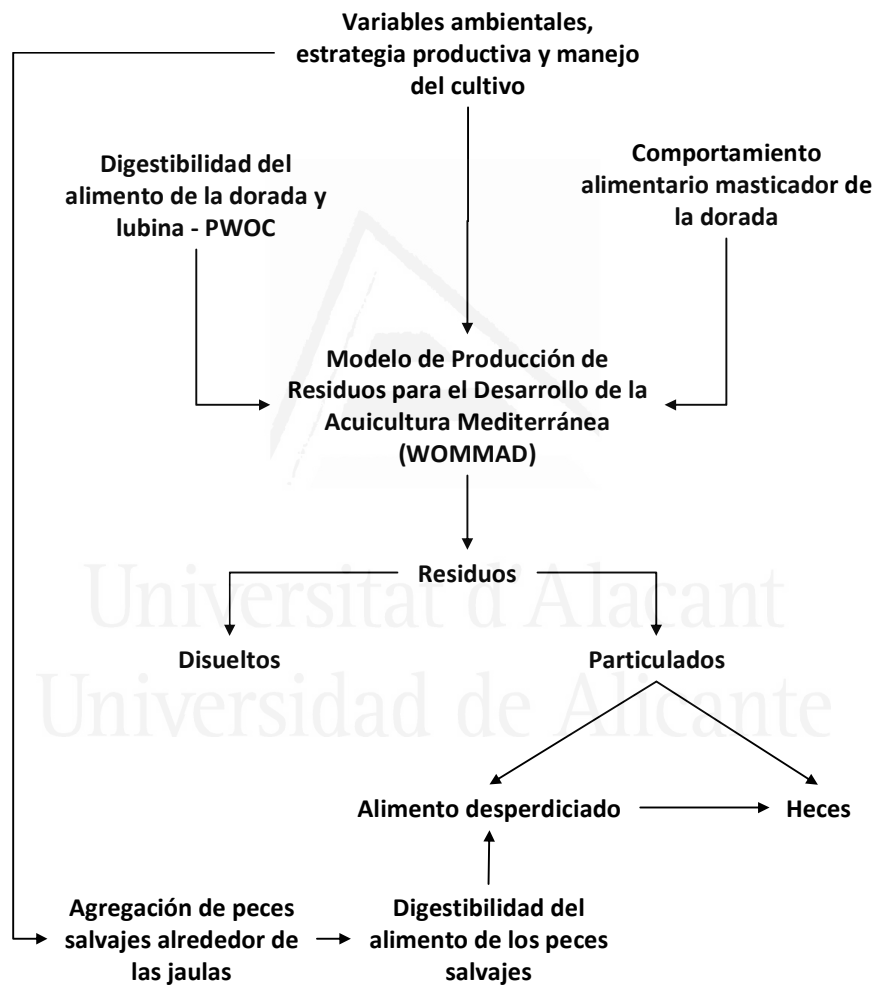 Variables ambientales,
estrategia productiva y manejo
del cultivo
Digestibilidad del
alimento de la dorada y
lubina - PWOC
Comportamiento
alimentario masticador de
la dorada
Modelo de Producción de
Residuos para el Desarrollo de la
Acuicultura Mediterránea
(WOMMAD)
Residuos
Universitat d'Alacant
Disueltos
Particulados
Universidad de Alicante
Alimento desperdiciado
Heces
Agregación de peces
salvajes alrededor de
las jaulas
Digestibilidad del
alimento de los peces
salvajes